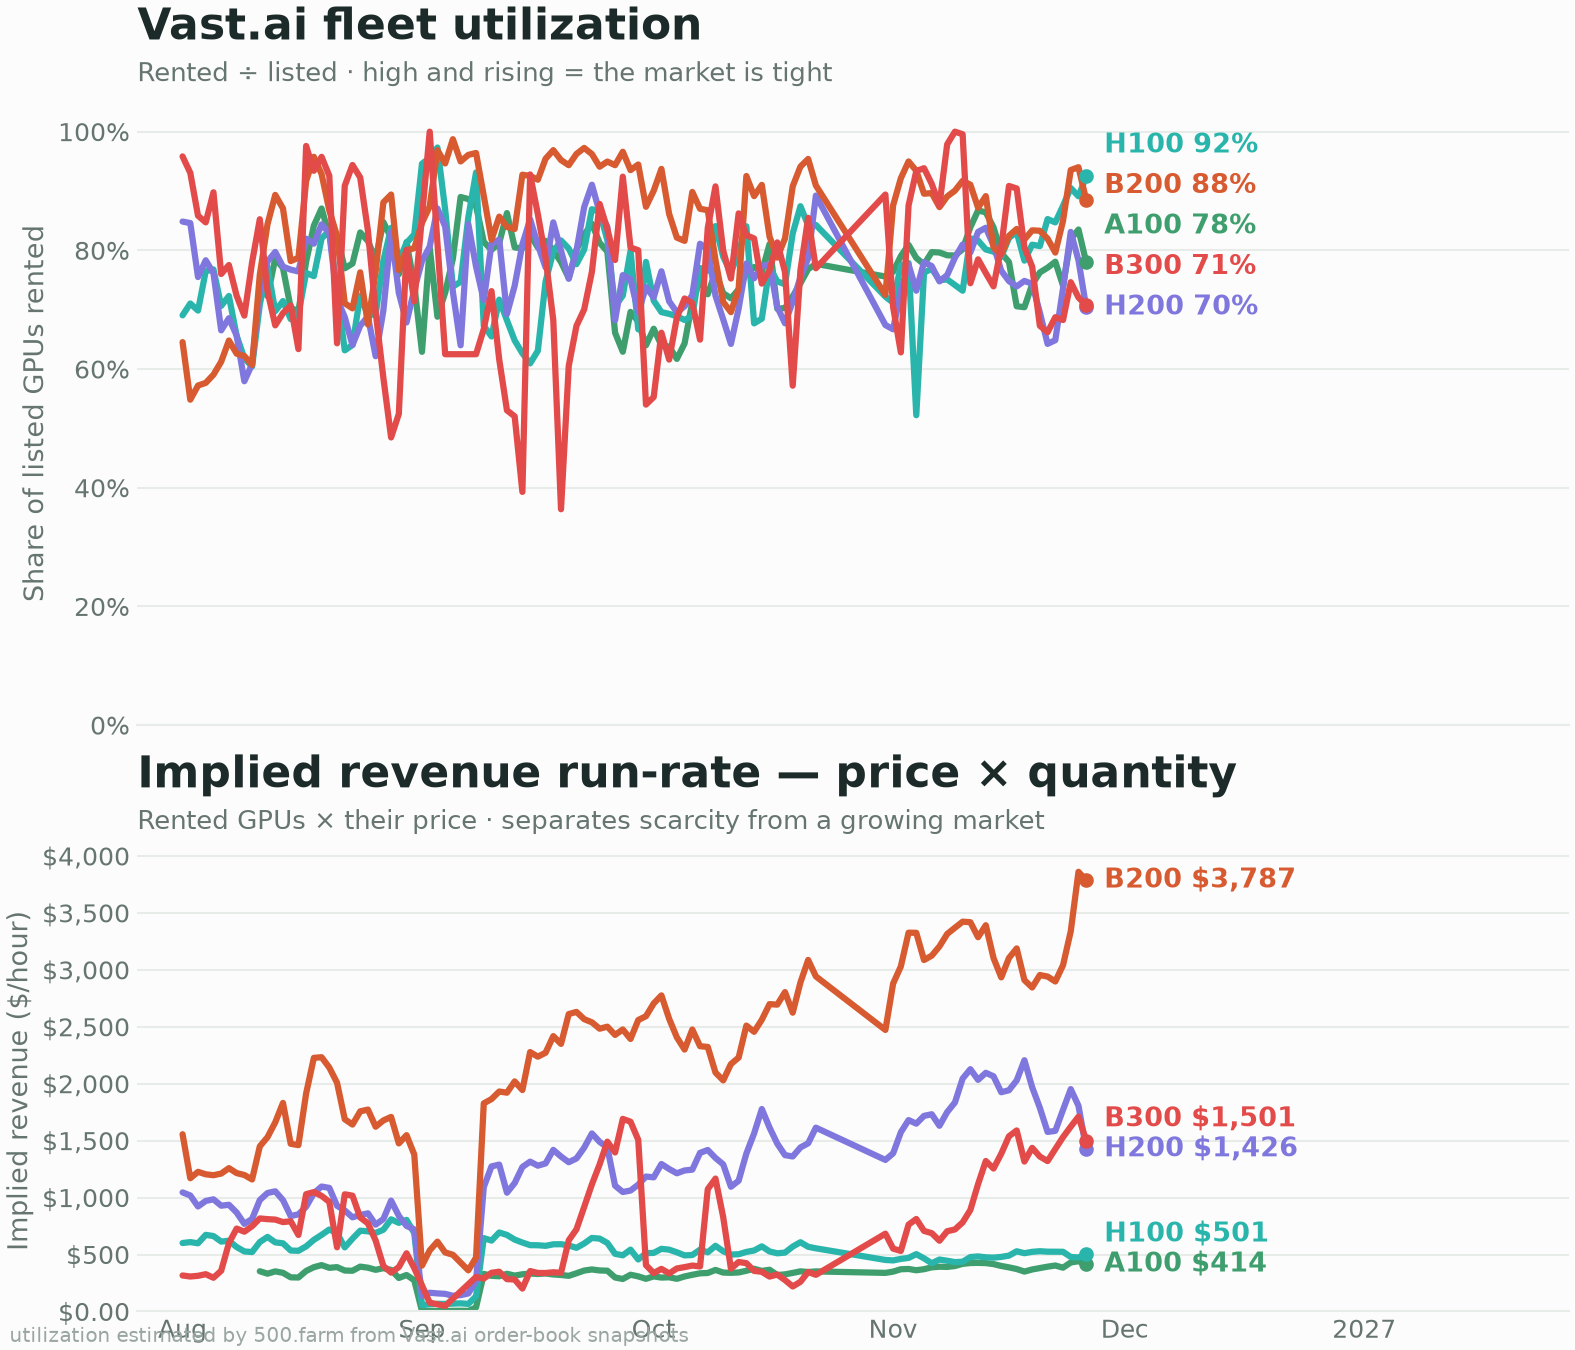 Vast.ai fleet utilization
Rented ÷ listed · high and rising = the market is tight
Share of listed GPUs rented
100%
80%
60%
40%
20%
0%
H100 92%
B200 88%
A100 78%
B300 71%
H200 70%
Implied revenue run-rate — price × quantity
Rented GPUs × their price · separates scarcity from a growing market
Implied revenue ($/hour)
$4,000
$3,500
$3,000
$2,500
$2,000
$1,500
$1,000
$500
$0.00
B200 $3,787
B300 $1,501
H200 $1,426
H100 $501
A100 $414
Aug Sep Oct Nov Dec 2027
utilization estimated by 500.farm from Vast.ai order-book snapshots